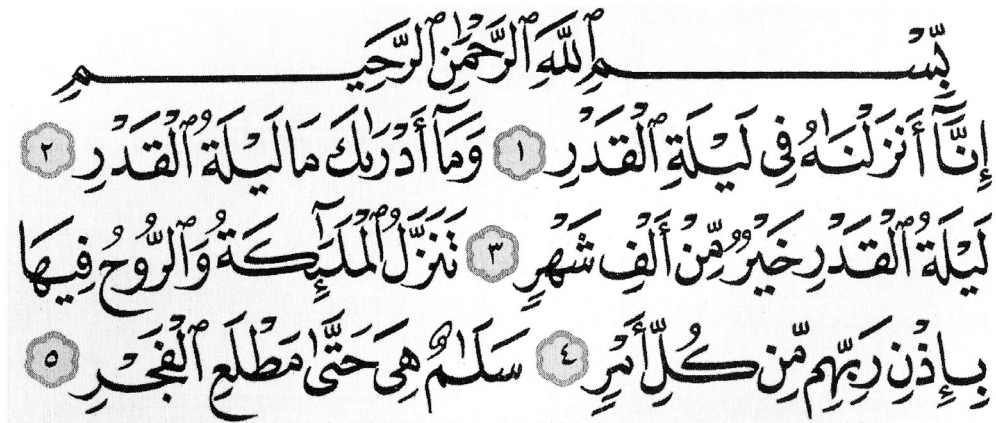 بِّسْمِ ٱللَّهِ ٱلرَّحْمَٰنِ ٱلرَّحِيمِ
إِنَّآ أَنزَلْنَٰهُ فِى لَيْلَةِ ٱلْقَدْرِ ١ وَمَآ أَدْرَىٰكَ مَا لَيْلَةُ ٱلْقَدْرِ ٢
لَيْلَةُ ٱلْقَدْرِ خَيْرٌ مِّنْ أَلْفِ شَهْرٍ ٣ تَنَزَّلُ ٱلْمَلَٰٓئِكَةُ وَٱلرُّوحُ فِيهَا
بِإِذْنِ رَبِّهِم مِّن كُلِّ أَمْرٍ ٤ سَلَٰمٌ هِىَ حَتَّىٰ مَطْلَعِ ٱلْفَجْرِ ٥